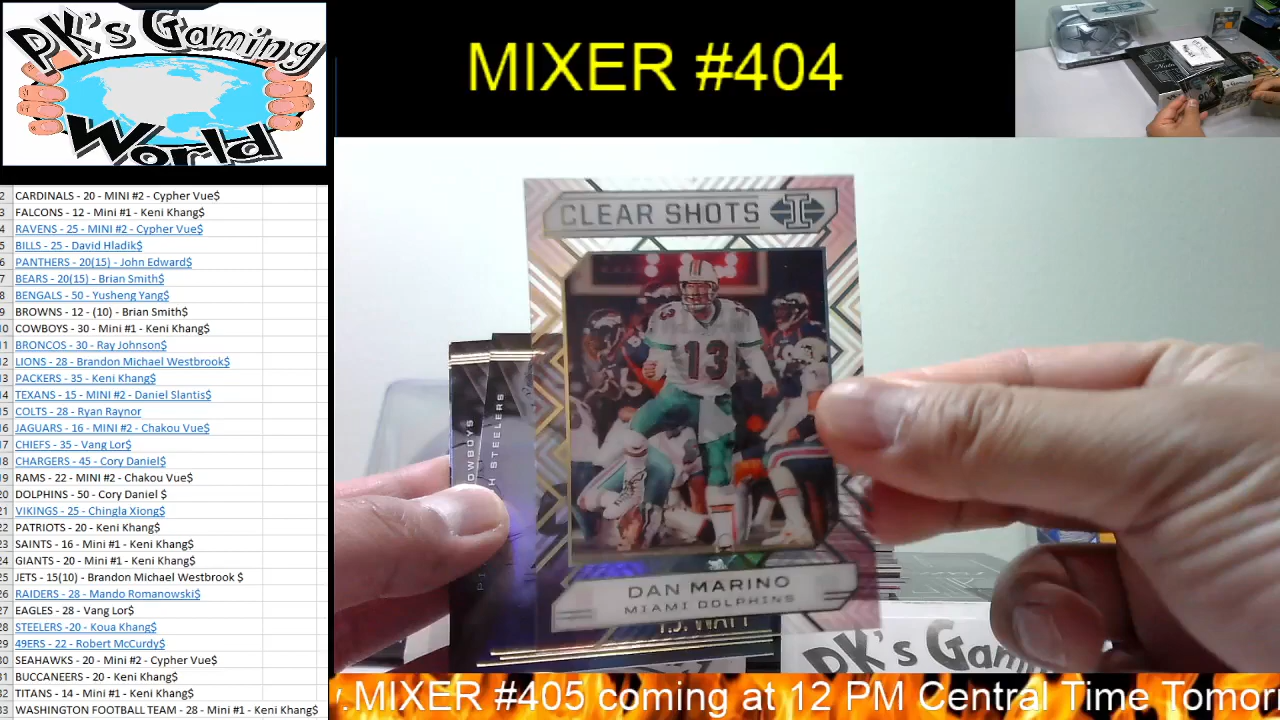 PK's Gaming
World
MIXER #404
2 CARDINALS - 20 - MINI #2 - Cypher Vue$
3 FALCONS - 12 - Mini #1 - Keni Khang$
4 RAVENS - 25 - MINI #2 - Cypher Vue$
5 BILLS - 25 - David Hladik$
6 PANTHERS - 20(15) - John Edward$
7 BEARS - 20(15) - Brian Smith$
8 BENGALS - 50 - Yusheng Yang$
9 BROWNS - 12 - (10) - Brian Smith$
10 COWBOYS - 30 - Mini #1 - Keni Khang$
11 BRONCOS - 30 - Ray Johnson$
12 LIONS - 28 - Brandon Michael Westbrook$
13 PACKERS - 35 - Keni Khang$
14 TEXANS - 15 - MINI #2 - Daniel Slantis$
15 COLTS - 28 - Ryan Raynor
16 JAGUARS - 16 - MINI #2 - Chakou Vue$
17 CHIEFS - 35 - Vang Lor$
18 CHARGERS - 45 - Cory Daniel$
19 RAMS - 22 - MINI #2 - Chakou Vue$
20 DOLPHINS - 50 - Cory Daniel $
21 VIKINGS - 25 - Chingla Xiong$
22 PATRIOTS - 20 - Keni Khang$
23 SAINTS - 16 - Mini #1 - Keni Khang$
24 GIANTS - 20 - Mini #1 - Keni Khang$
25 JETS - 15(10) - Brandon Michael Westbrook $
26 RAIDERS - 28 - Mando Romanowski$
27 EAGLES - 28 - Vang Lor$
28 STEELERS -20 - Koua Khang$
29 49ERS - 22 - Robert McCurdy$
30 SEAHAWKS - 20 - Mini #2 - Cypher Vue$
31 BUCCANEERS - 20 - Keni Khang$
32 TITANS - 14 - Mini #1 - Keni Khang$
33 WASHINGTON FOOTBALL TEAM - 28 - Mini #1 - Keni Khang$
CLEAR SHOTS I
13
DAN MARINO
MIAMI DOLPHINS
COWBOYS
STEELERS
T.J. WATT
PK's Gam
y.MIXER #405 coming at 12 PM Central Time Tomor